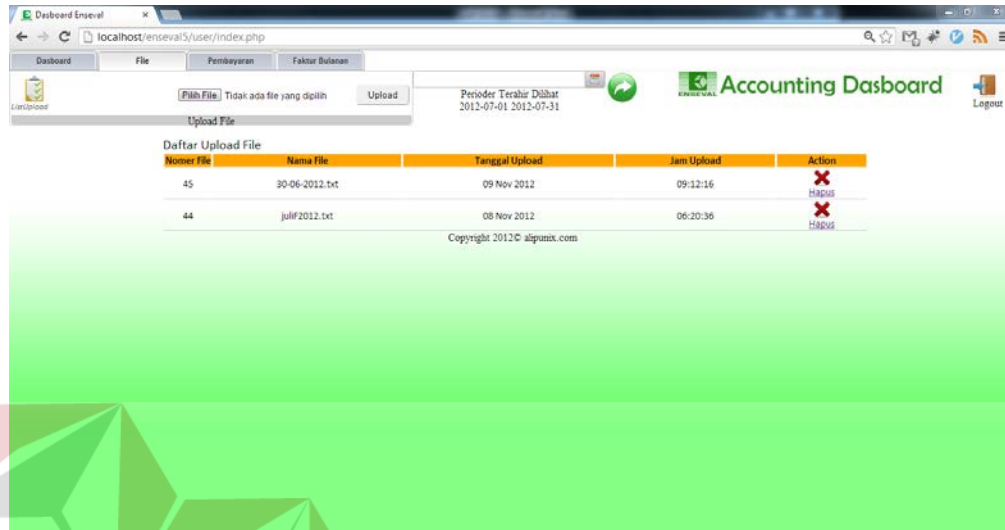 Dasboard Enseval
localhost/enseval5/user/index.php
Dasboard File Pembayaran Faktur Bulanan
ListUpload
Pilih File Tidak ada file yang dipilih Upload
Upload File
Perioder Terahir Dilihat
2012-07-01 2012-07-31
ENSEVAL Accounting Dasboard
Logout
Daftar Upload File
Nomer File Nama File Tanggal Upload Jam Upload Action
45 30-06-2012.txt 09 Nov 2012 09:12:16 Hapus
44 juliF2012.txt 08 Nov 2012 06:20:36 Hapus
Copyright 2012© alipunix.com